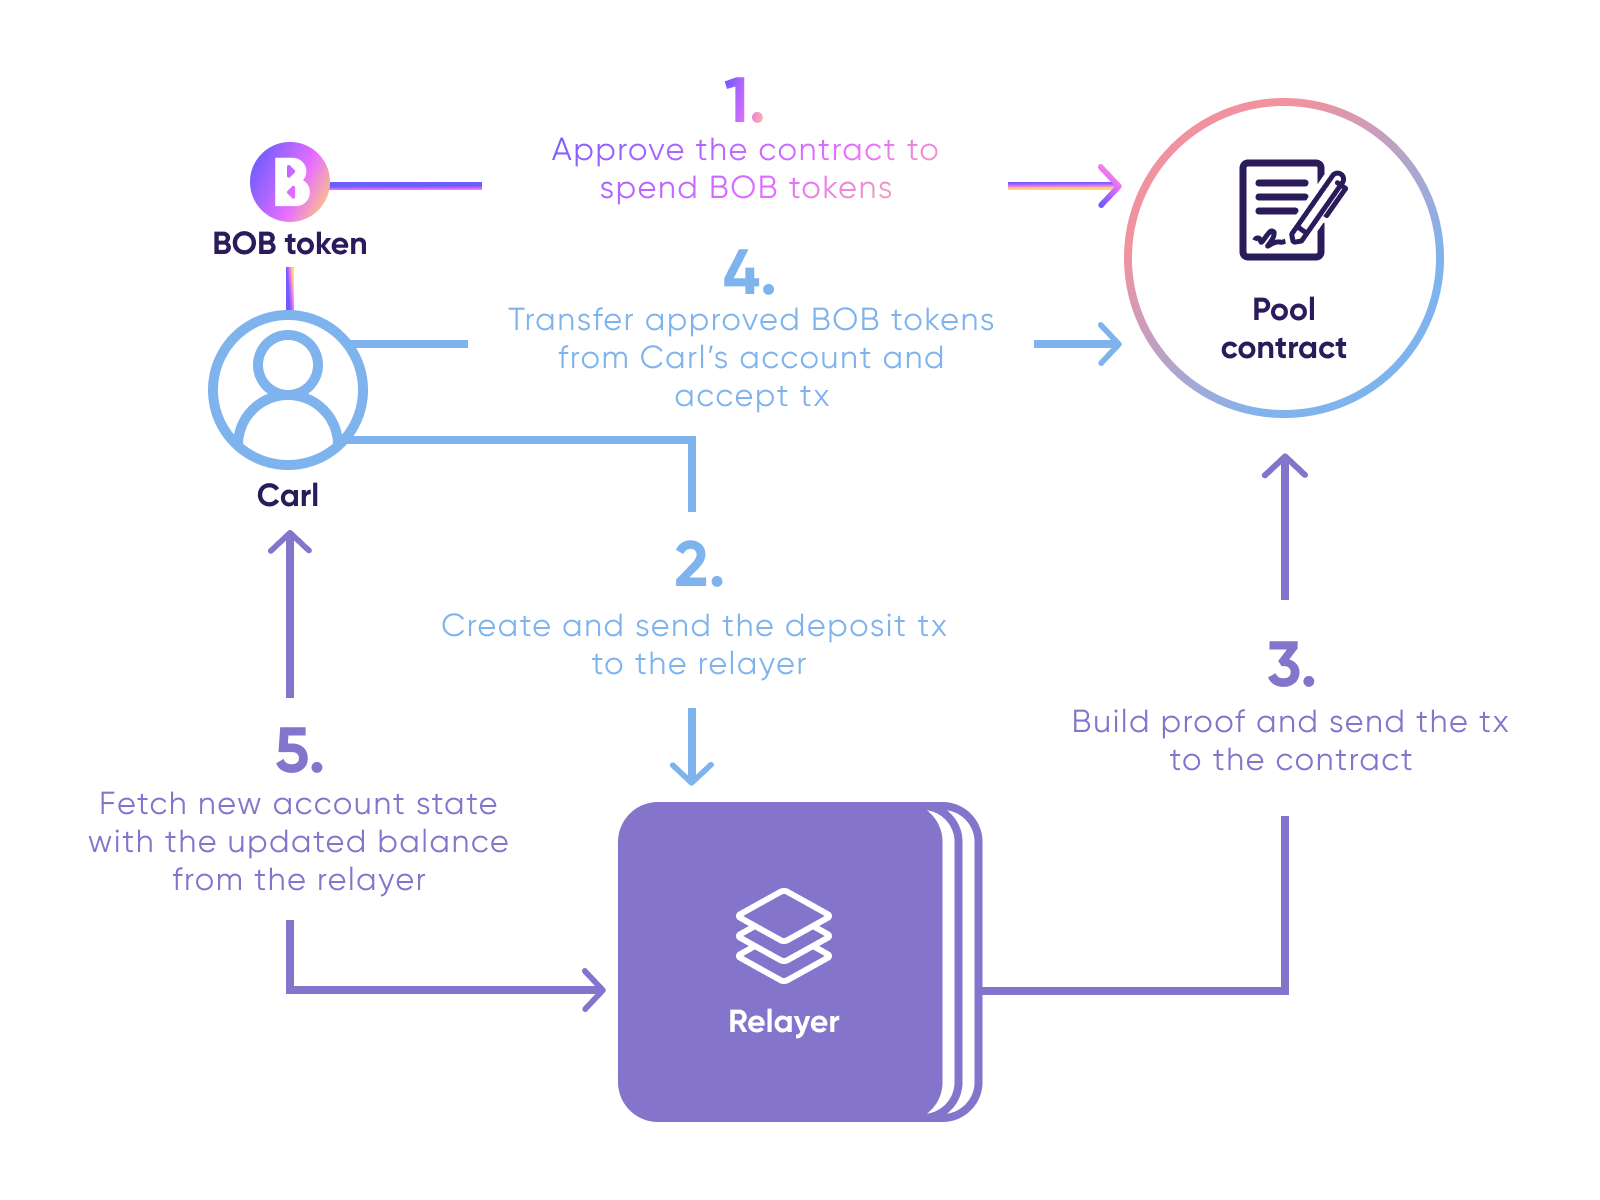 1.
Approve the contract to
spend BOB tokens
B
BOB token
4.
Transfer approved BOB tokens
from Carl’s account and
accept tx
Pool
contract
Carl
2.
Create and send the deposit tx
to the relayer
3.
Build proof and send the tx
to the contract
5.
Fetch new account state
with the updated balance
from the relayer
Relayer